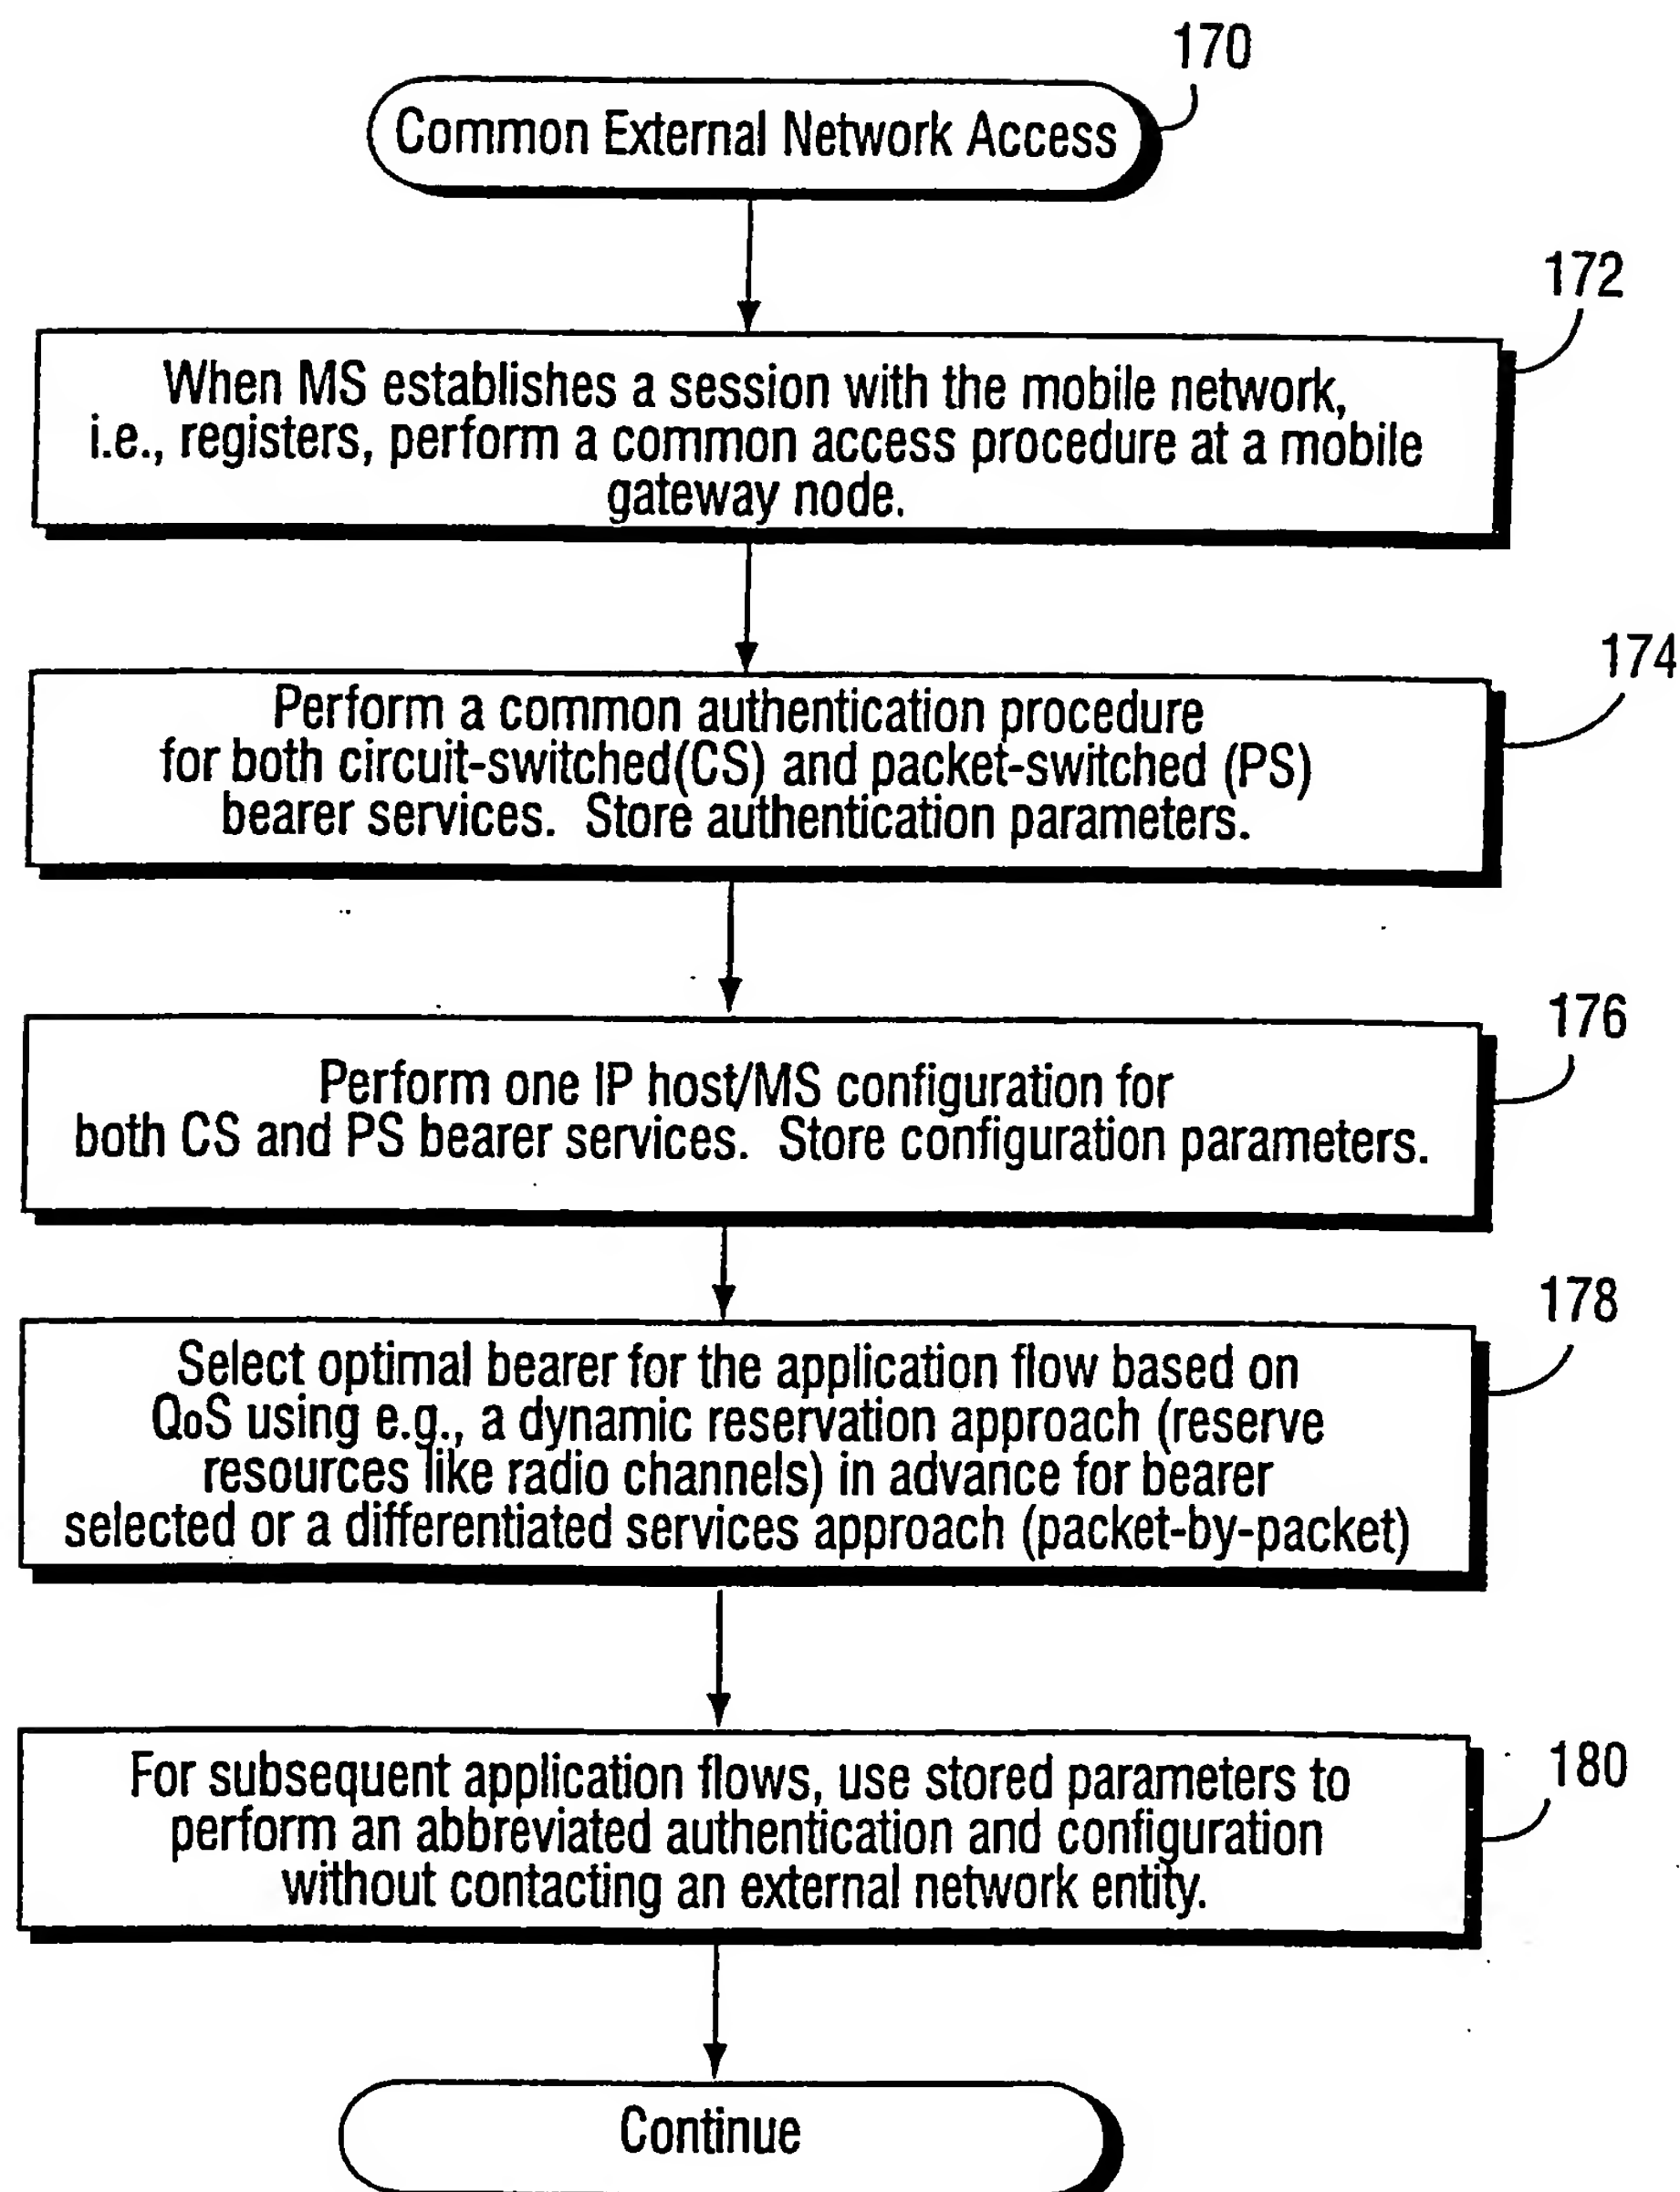 170
Common External Network Access
172
When MS establishes a session with the mobile network,
i.e., registers, perform a common access procedure at a mobile
gateway node.
174
Perform a common authentication procedure
for both circuit-switched(CS) and packet-switched (PS)
bearer services. Store authentication parameters.
176
Perform one IP host/MS configuration for
both CS and PS bearer services. Store configuration parameters.
178
Select optimal bearer for the application flow based on
QoS using e.g., a dynamic reservation approach (reserve
resources like radio channels) in advance for bearer
selected or a differentiated services approach (packet-by-packet)
180
For subsequent application flows, use stored parameters to
perform an abbreviated authentication and configuration
without contacting an external network entity.
Continue